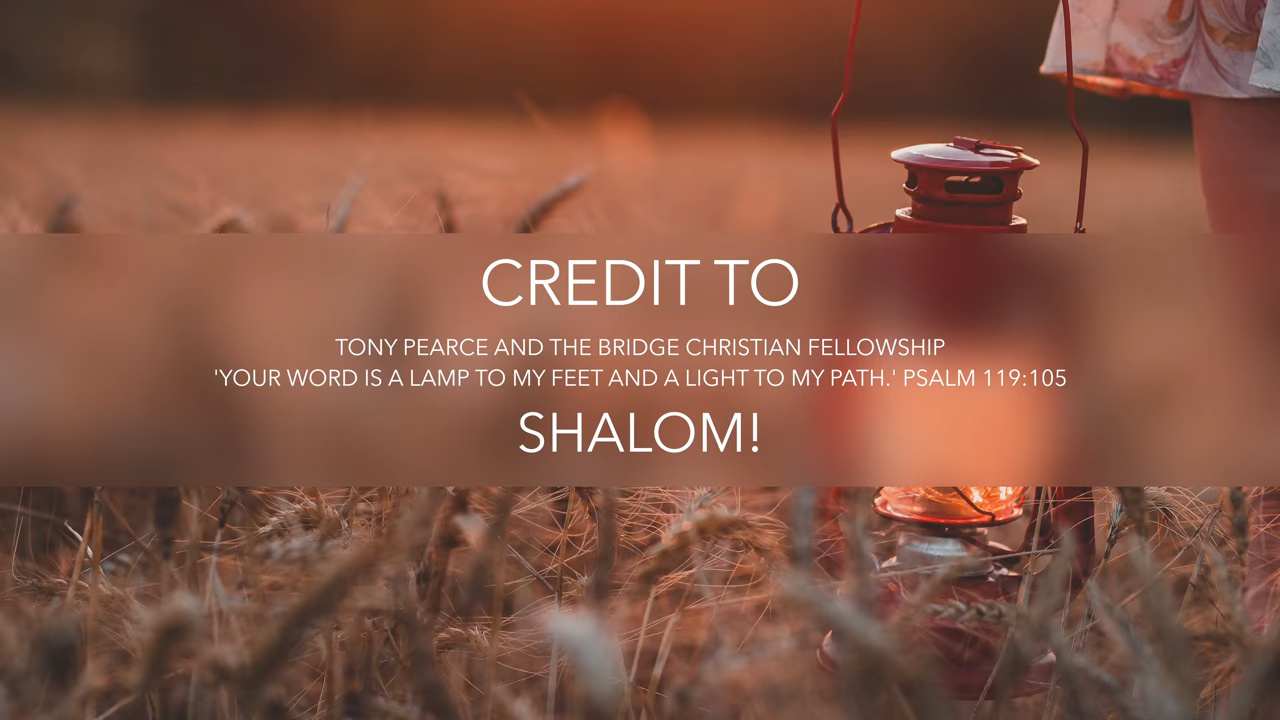 CREDIT TO
TONY PEARCE AND THE BRIDGE CHRISTIAN FELLOWSHIP
'YOUR WORD IS A LAMP TO MY FEET AND A LIGHT TO MY PATH.' PSALM 119:105
SHALOM!